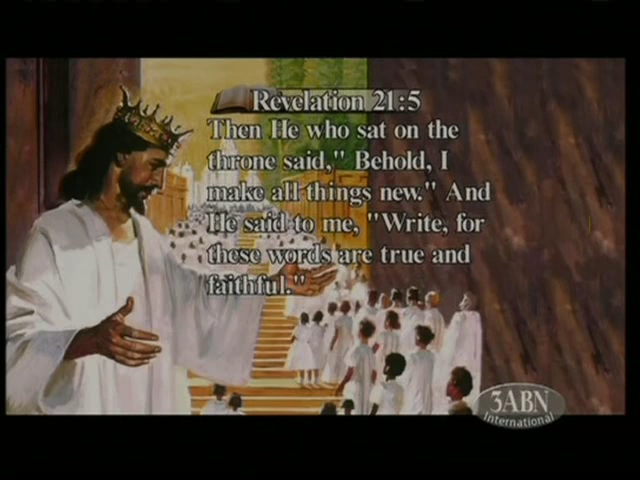 Revelation 21:5
Then He who sat on the
throne said," Behold, I
make all things new." And
He said to me, "Write, for
these words are true and
faithful."
3ABN
International